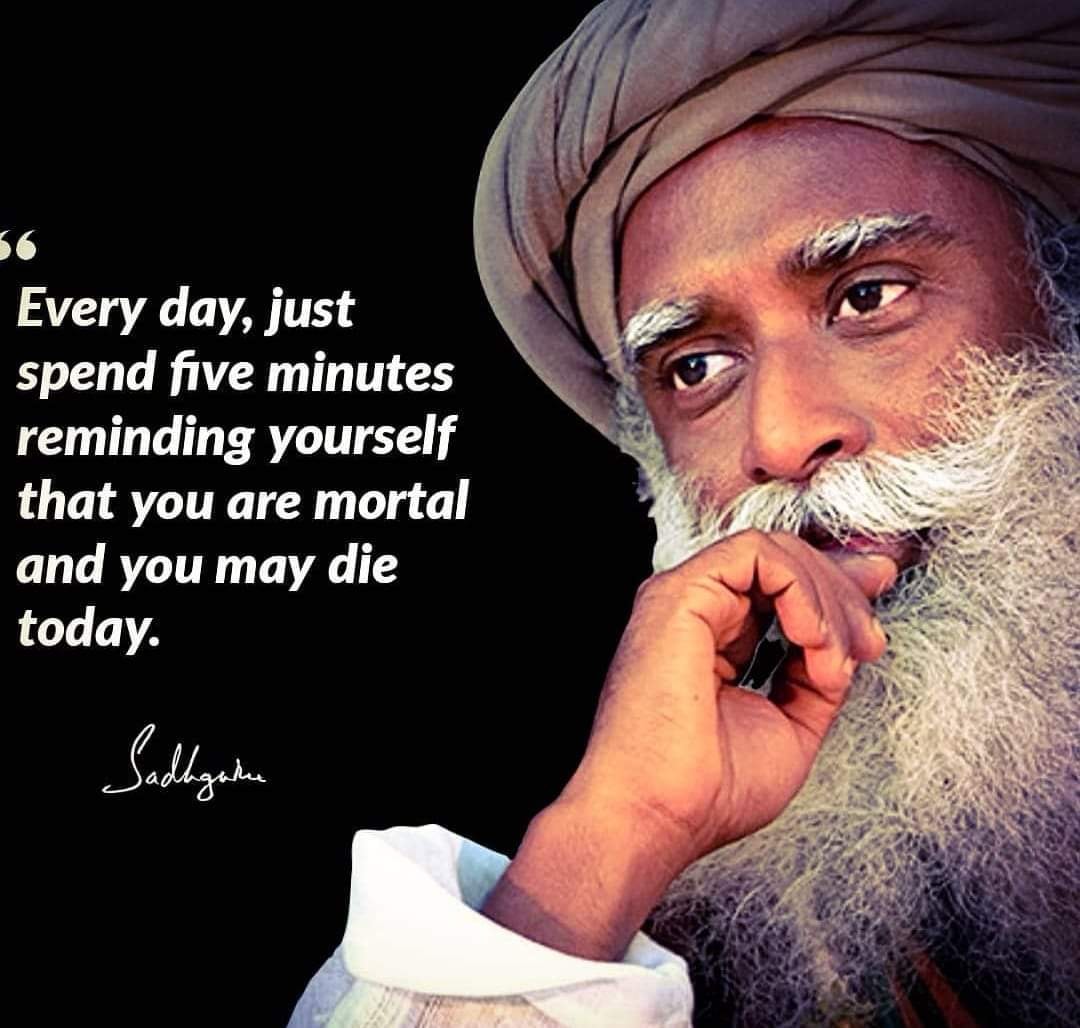 “
Every day, just
spend five minutes
reminding yourself
that you are mortal
and you may die
today.
Sadhguru